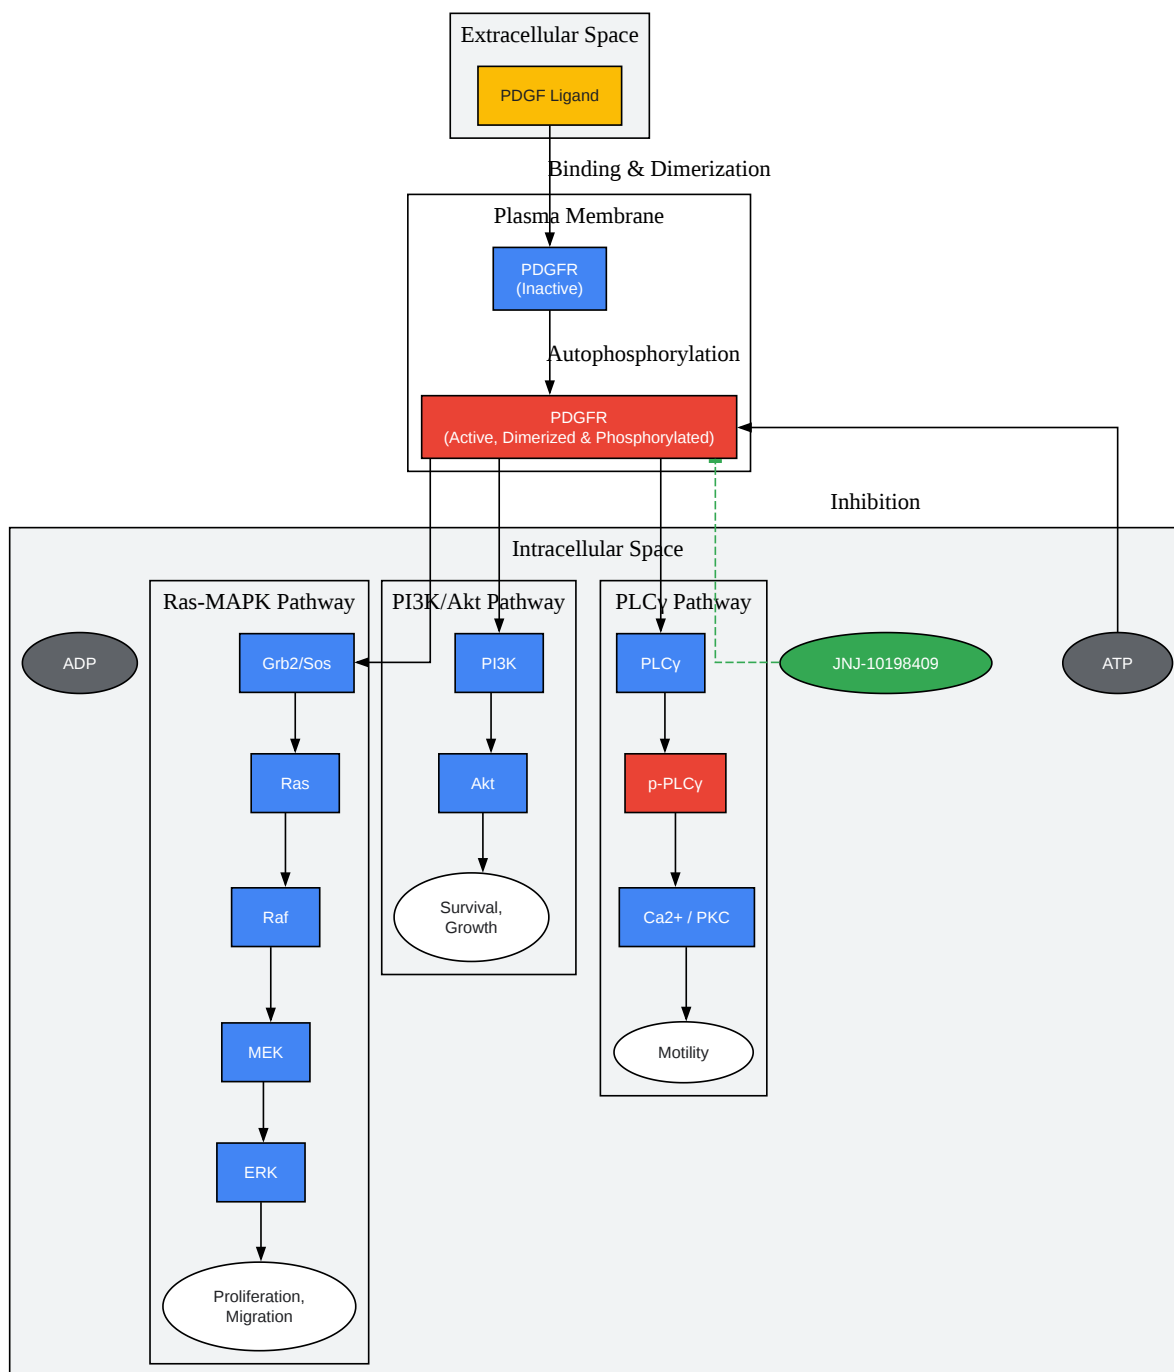 Extracellular Space
PDGF Ligand
Binding & Dimerization
Plasma Membrane
PDGFR
(Inactive)
Autophosphorylation
PDGFR
(Active, Dimerized & Phosphorylated)
Inhibition
Intracellular Space
Ras-MAPK Pathway
PI3K/Akt Pathway
PLCγ Pathway
ADP
Grb2/Sos
PI3K
PLCγ
JNJ-10198409
ATP
Ras
Akt
p-PLCγ
Raf
Survival,
Growth
Ca2+ / PKC
MEK
Motility
ERK
Proliferation,
Migration